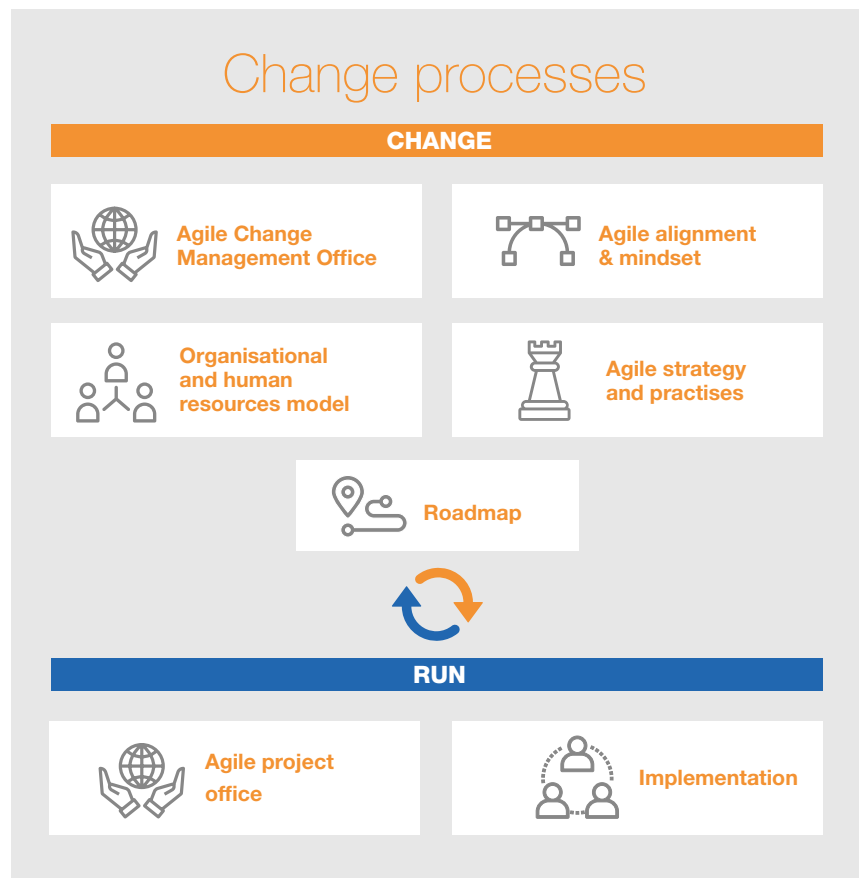 Change processes
CHANGE
Agile Change
Management Office
Agile alignment
& mindset
Organisational
and human
resources model
Agile strategy
and practises
Roadmap
RUN
Agile project
office
Implementation